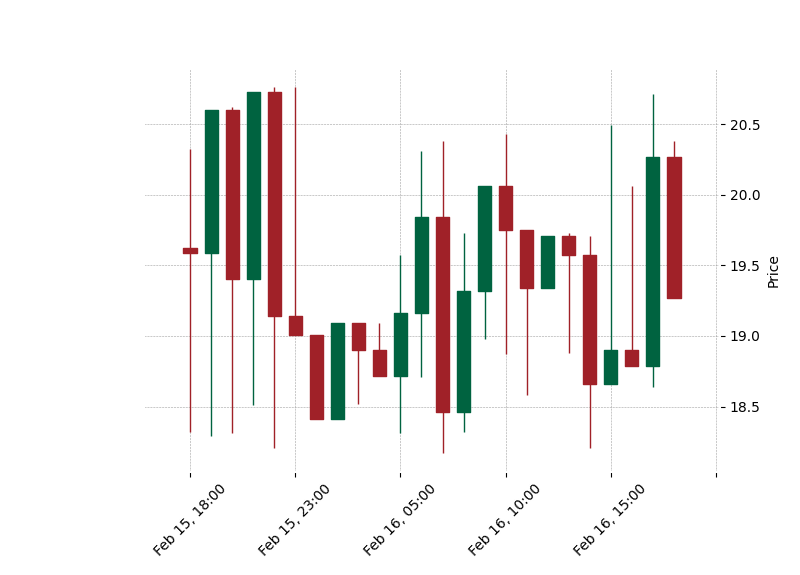 20.5
20.0
19.5
19.0
18.5
Price
Feb 15, 18:00
Feb 15, 23:00
Feb 16, 05:00
Feb 16, 10:00
Feb 16, 15:00